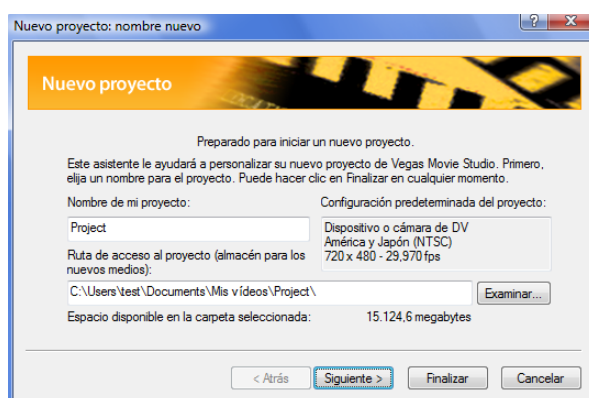 Nuevo proyecto: nombre nuevo
Nuevo proyecto
Preparado para iniciar un nuevo proyecto.
Este asistente le ayudará a personalizar su nuevo proyecto de Vegas Movie Studio. Primero,
elija un nombre para el proyecto. Puede hacer clic en Finalizar en cualquier momento.
Nombre de mi proyecto:
Configuración predeterminada del proyecto:
Project
Dispositivo o cámara de DV
América y Japón (NTSC)
720 x 480 - 29,970 fps
Ruta de acceso al proyecto (almacén para los
nuevos medios):
C:\Users\test\Documents\Mis vídeos\Project\
Examinar...
Espacio disponible en la carpeta seleccionada: 15.124,6 megabytes
< Atrás Siguiente > Finalizar Cancelar